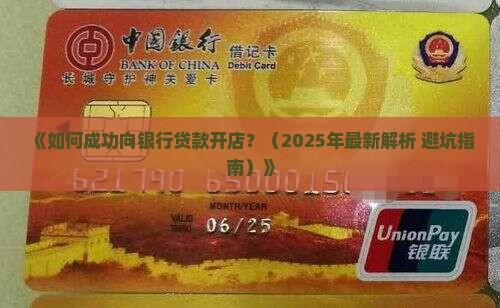 中国银行
BANK OF CHINA
借记卡
Debit Card
长城守护神关爱卡
《如何成功向银行贷款开店？（2025年最新解析 避坑指
南）》
MONTH/YEAR
VALID
THRU
06/25
UnionPay
银联